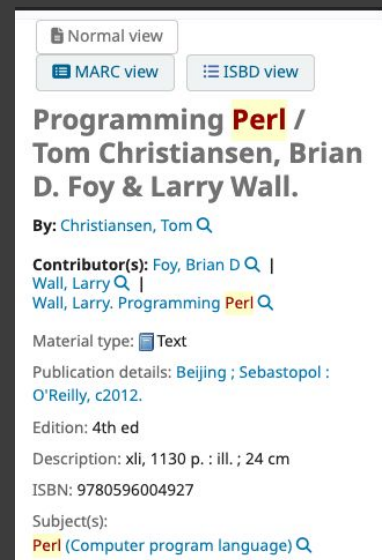 Normal view
MARC view ISBD view
Programming Perl /
Tom Christiansen, Brian
D. Foy & Larry Wall.
By: Christiansen, Tom
Contributor(s): Foy, Brian D |
Wall, Larry |
Wall, Larry. Programming Perl
Material type: Text
Publication details: Beijing ; Sebastopol :
O'Reilly, c2012.
Edition: 4th ed
Description: xli, 1130 p. : ill. ; 24 cm
ISBN: 9780596004927
Subject(s):
Perl (Computer program language)